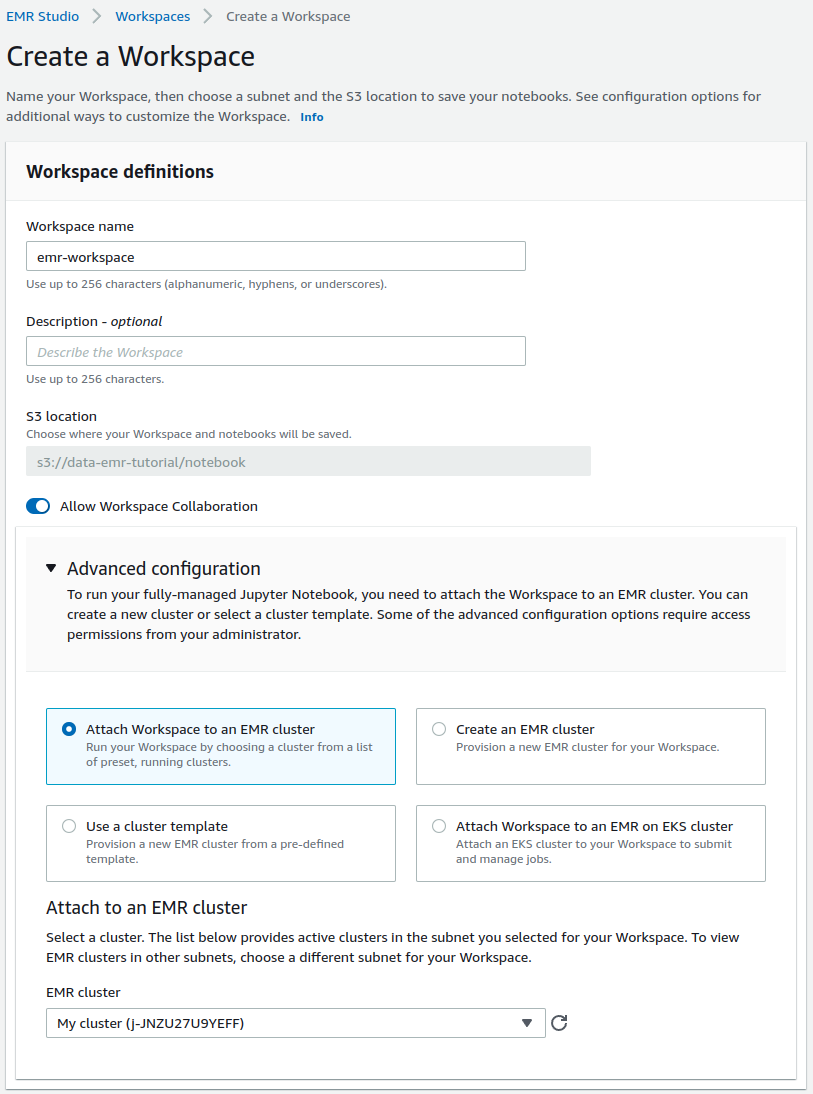 EMR Studio > Workspaces > Create a Workspace
Create a Workspace
Name your Workspace, then choose a subnet and the S3 location to save your notebooks. See configuration options for
additional ways to customize the Workspace. Info
Workspace definitions
Workspace name
emr-workspace
Use up to 256 characters (alphanumeric, hyphens, or underscores).
Description - optional
Describe the Workspace
Use up to 256 characters.
S3 location
Choose where your Workspace and notebooks will be saved.
s3://data-emr-tutorial/notebook
Allow Workspace Collaboration
Advanced configuration
To run your fully-managed Jupyter Notebook, you need to attach the Workspace to an EMR cluster. You can
create a new cluster or select a cluster template. Some of the advanced configuration options require access
permissions from your administrator.
Attach Workspace to an EMR cluster
Run your Workspace by choosing a cluster from a list
of preset, running clusters.
Create an EMR cluster
Provision a new EMR cluster for your Workspace.
Use a cluster template
Provision a new EMR cluster from a pre-defined
template.
Attach Workspace to an EMR on EKS cluster
Attach an EKS cluster to your Workspace to submit
and manage jobs.
Attach to an EMR cluster
Select a cluster. The list below provides active clusters in the subnet you selected for your Workspace. To view
EMR clusters in other subnets, choose a different subnet for your Workspace.
EMR cluster
My cluster (j-JNZU27U9YEFF)